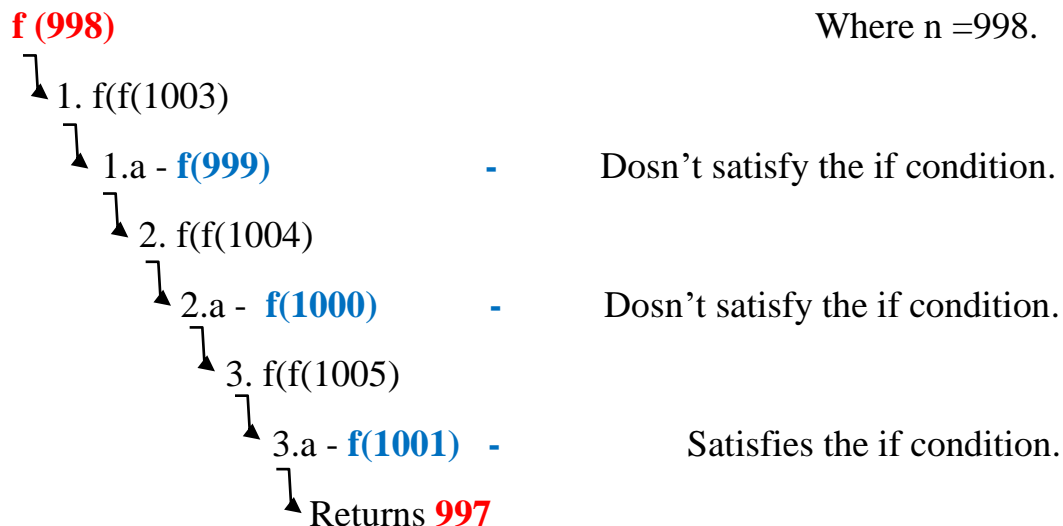 f (998) Where n =998.
1. f(f(1003)
1.a - f(999) - Dosn’t satisfy the if condition.
2. f(f(1004)
2.a - f(1000) - Dosn’t satisfy the if condition.
3. f(f(1005)
3.a - f(1001) - Satisfies the if condition.
Returns 997